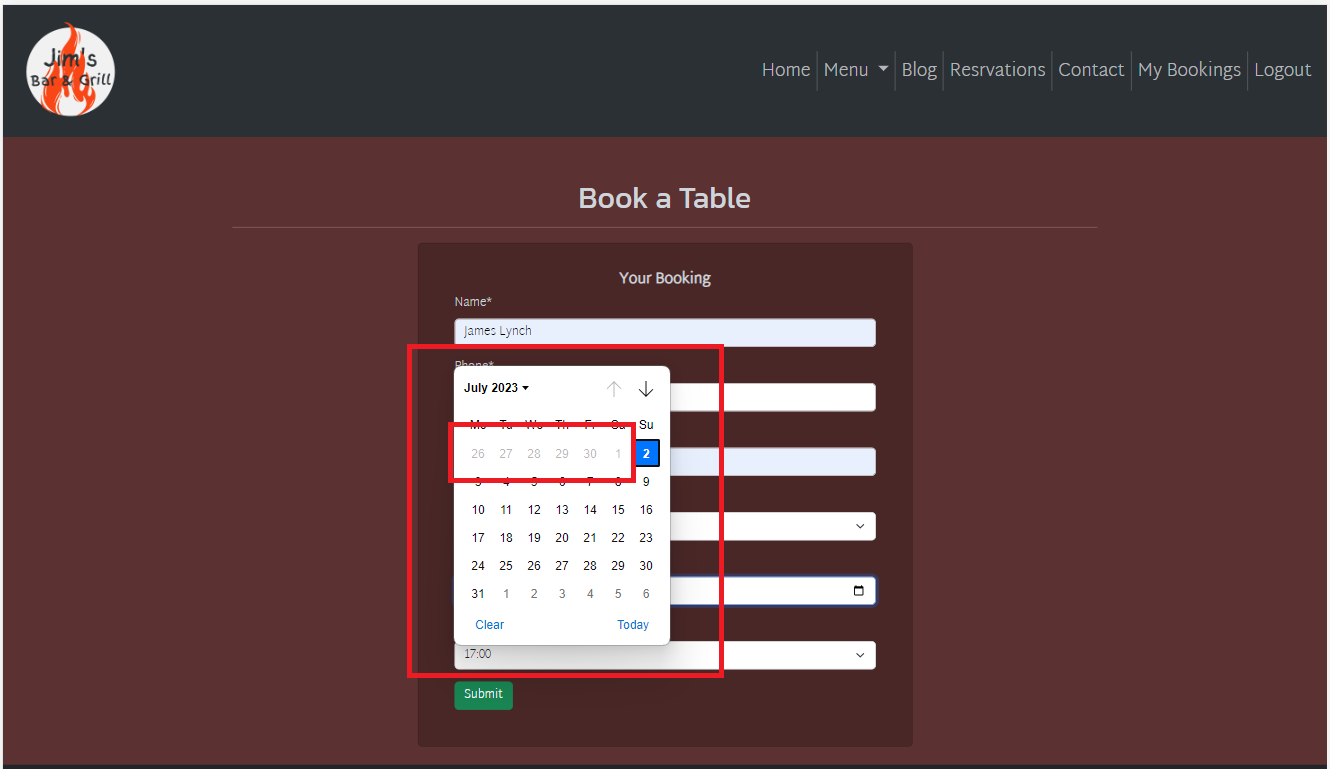 Jim's
Bar & Grill
Home Menu Blog Resrvations Contact My Bookings Logout
Book a Table
Your Booking
Name*
James Lynch
Phone*
July 2023
Mo Tu We Th Fr Sa Su
26 27 28 29 30 1 2
3 4 5 6 7 8 9
10 11 12 13 14 15 16
17 18 19 20 21 22 23
24 25 26 27 28 29 30
31 1 2 3 4 5 6
Clear Today
17:00
Submit